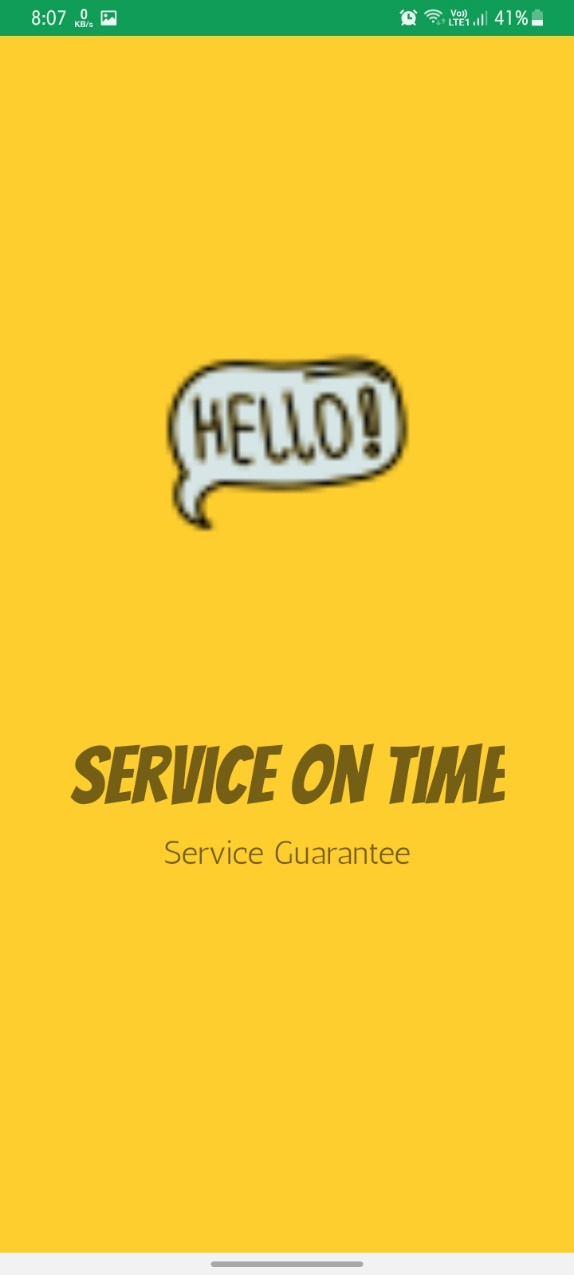 8:07
0
KB/s
Vo))
LTE1
41%
HELLO!
SERVICE ON TIME
Service Guarantee